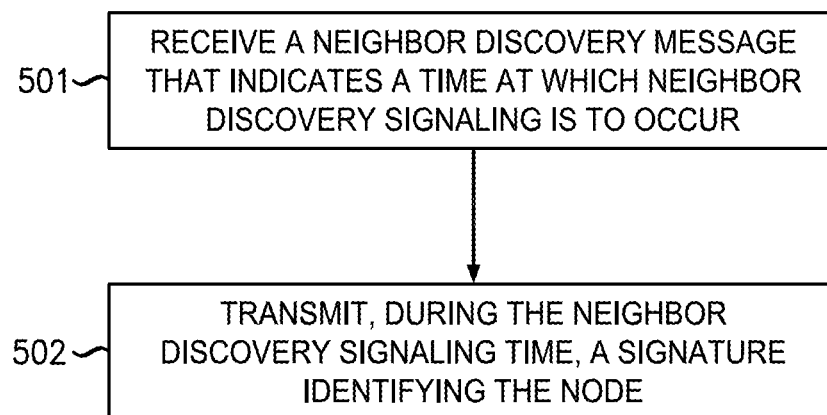 501
RECEIVE A NEIGHBOR DISCOVERY MESSAGE
THAT INDICATES A TIME AT WHICH NEIGHBOR
DISCOVERY SIGNALING IS TO OCCUR
502
TRANSMIT, DURING THE NEIGHBOR
DISCOVERY SIGNALING TIME, A SIGNATURE
IDENTIFYING THE NODE